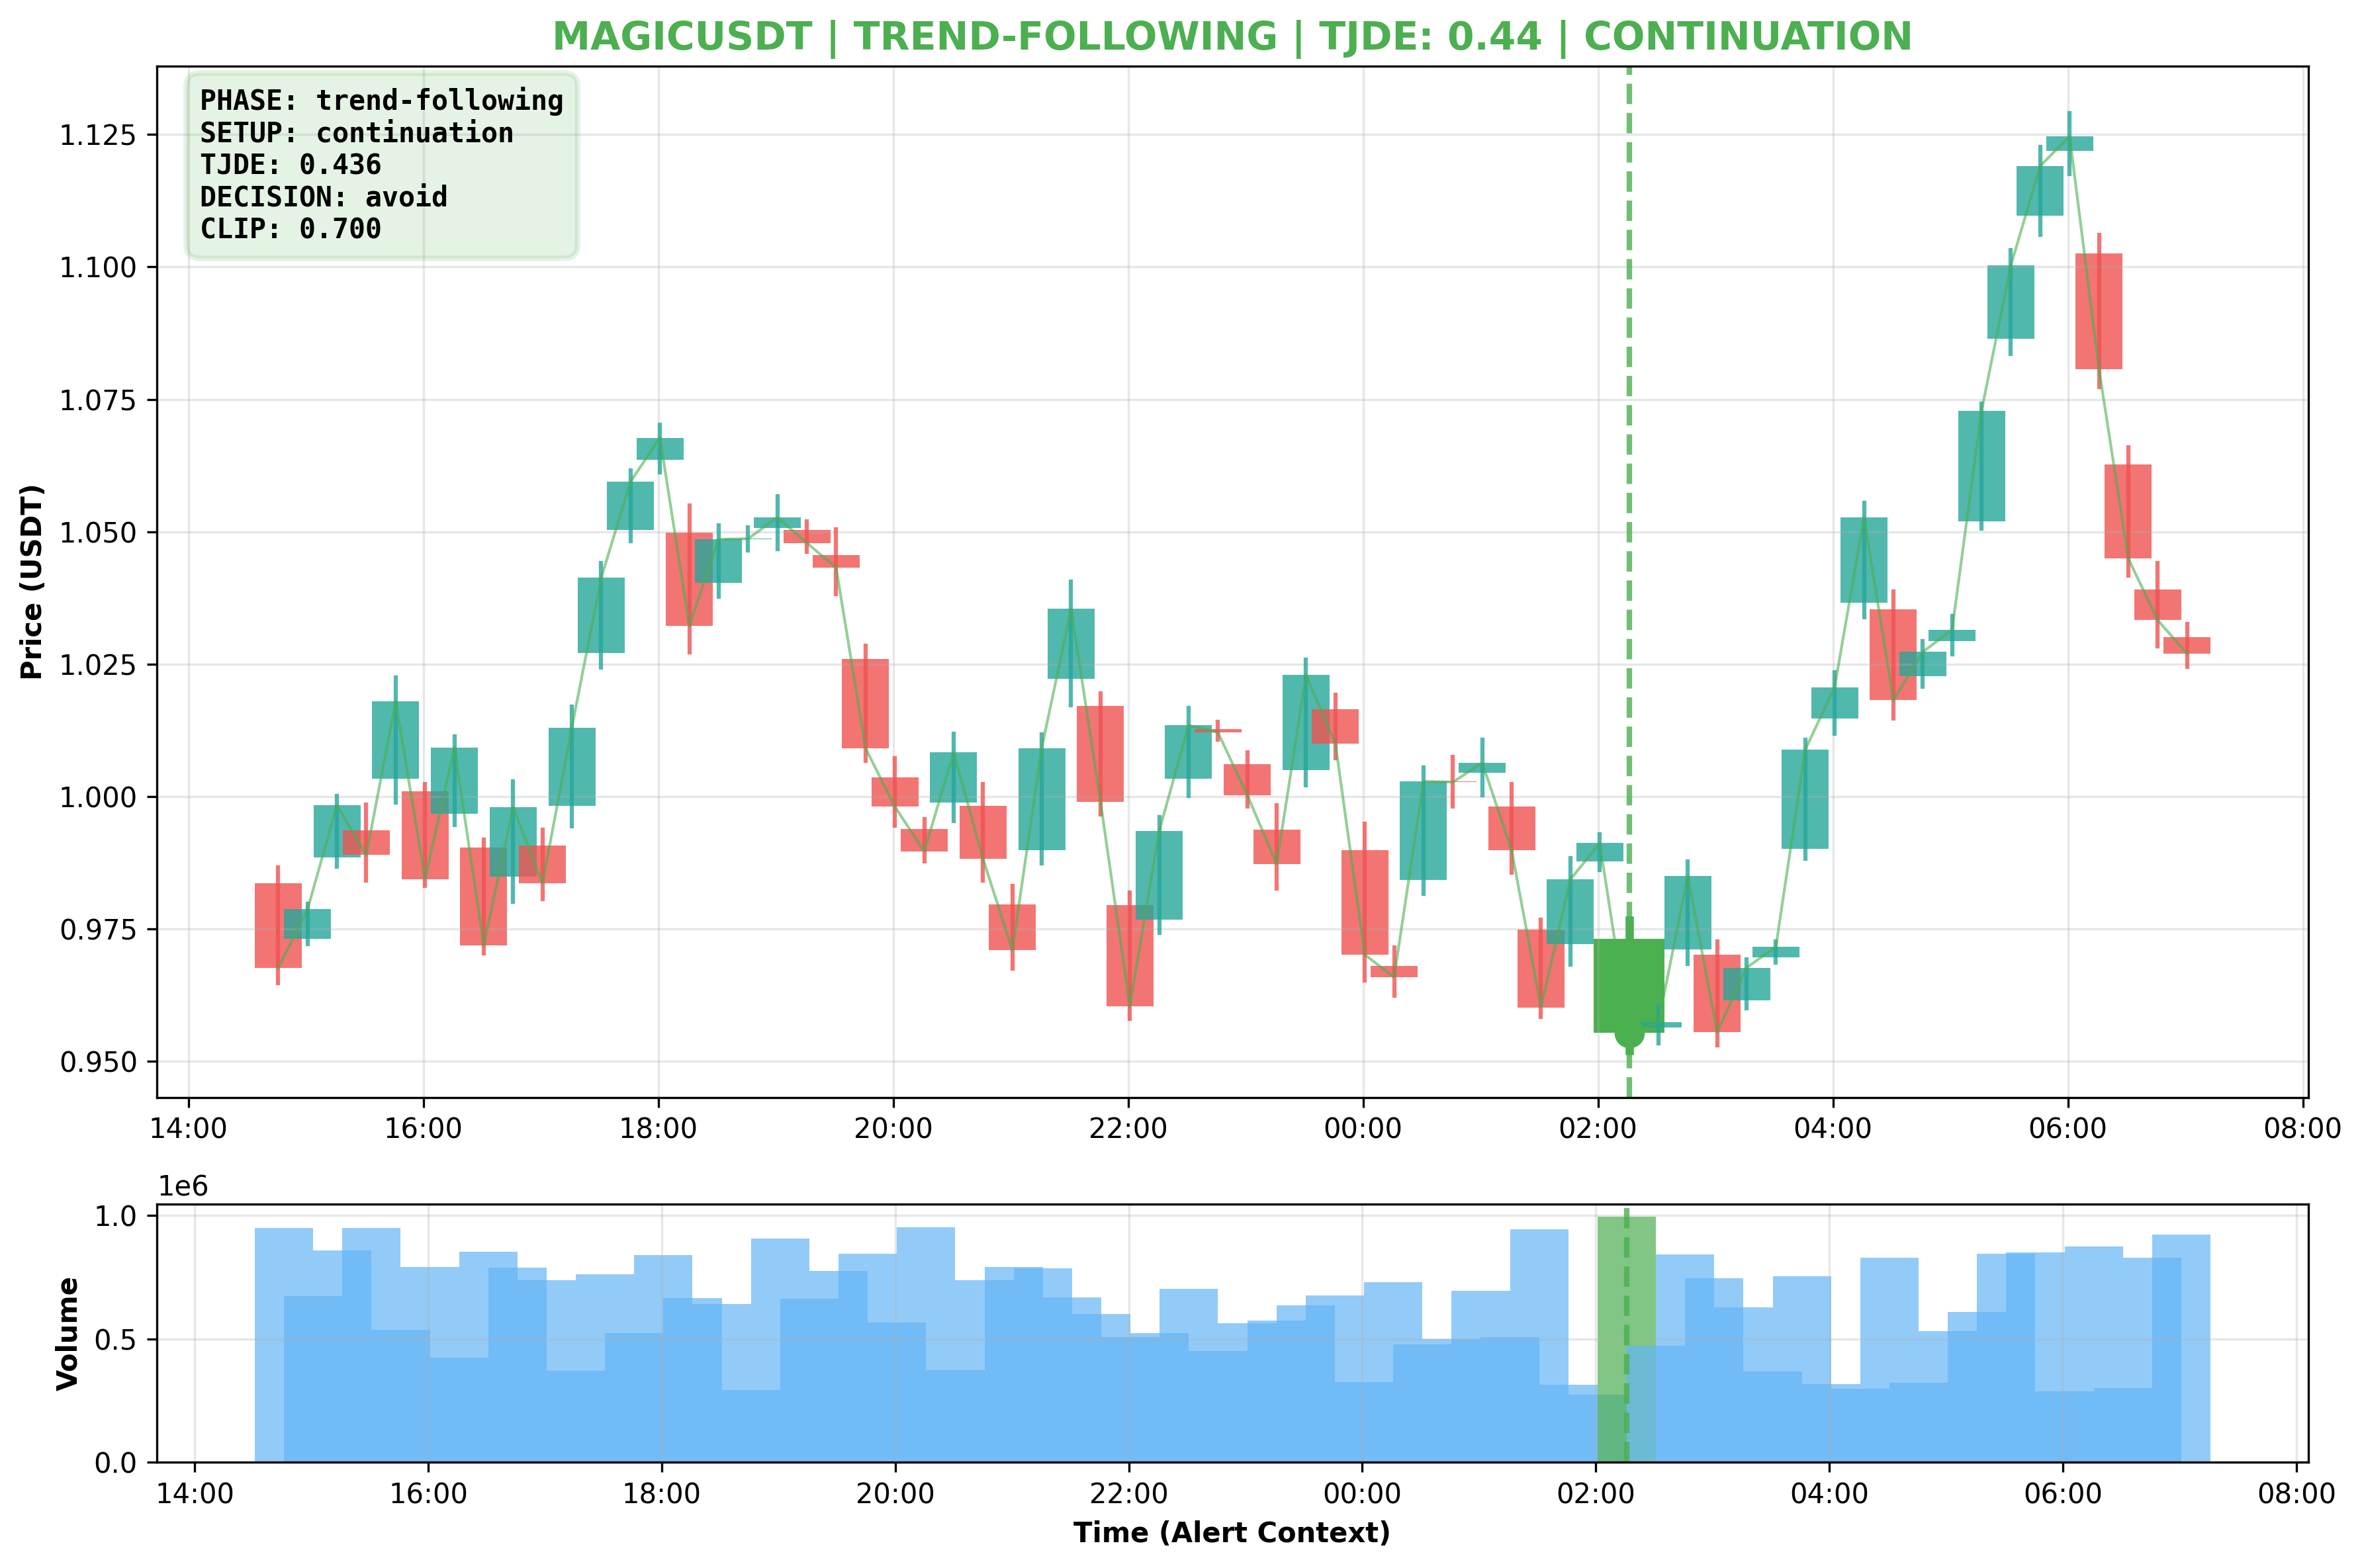 MAGICUSDT | TREND-FOLLOWING | TJDE: 0.44 | CONTINUATION
PHASE: trend-following
SETUP: continuation
TJDE: 0.436
DECISION: avoid
CLIP: 0.700
Price (USDT)
1.125
1.100
1.075
1.050
1.025
1.000
0.975
0.950
14:00 16:00 18:00 20:00 22:00 00:00 02:00 04:00 06:00 08:00
1e6
Volume
1.0
0.5
0.0
14:00 16:00 18:00 20:00 22:00 00:00 02:00 04:00 06:00 08:00
Time (Alert Context)